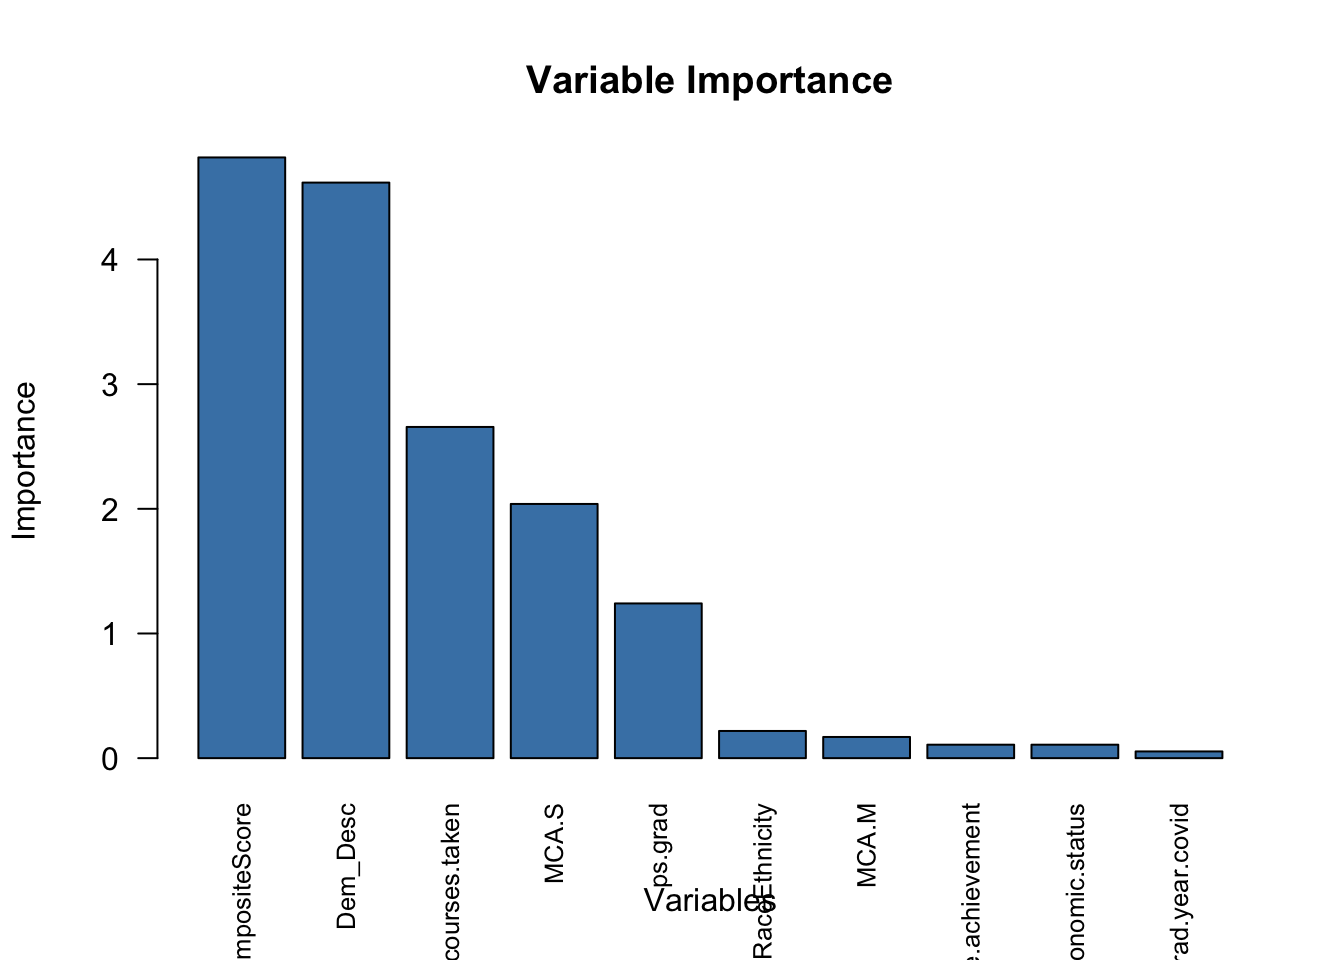 Variable Importance
Importance
4
3
2
1
0
mpositeScore
Dem_Desc
courses.taken
MCA.S
ps.grad
Race.Ethnicity
MCA.M
e.achievement
onomic.status
rad.year.covid
Variables